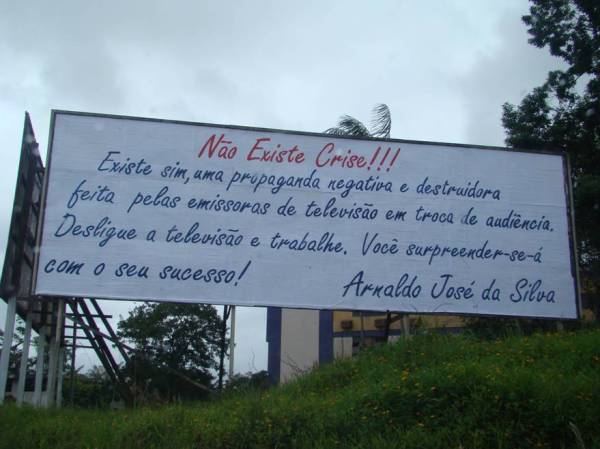 Não Existe Crise!!!
Existe sim, uma propaganda negativa e destruidora
feita pelas emissoras de televisão em troca de audiência.
Desligue a televisão e trabalhe. Você surpreender-se-á
com o seu sucesso!
Arnaldo José da Silva